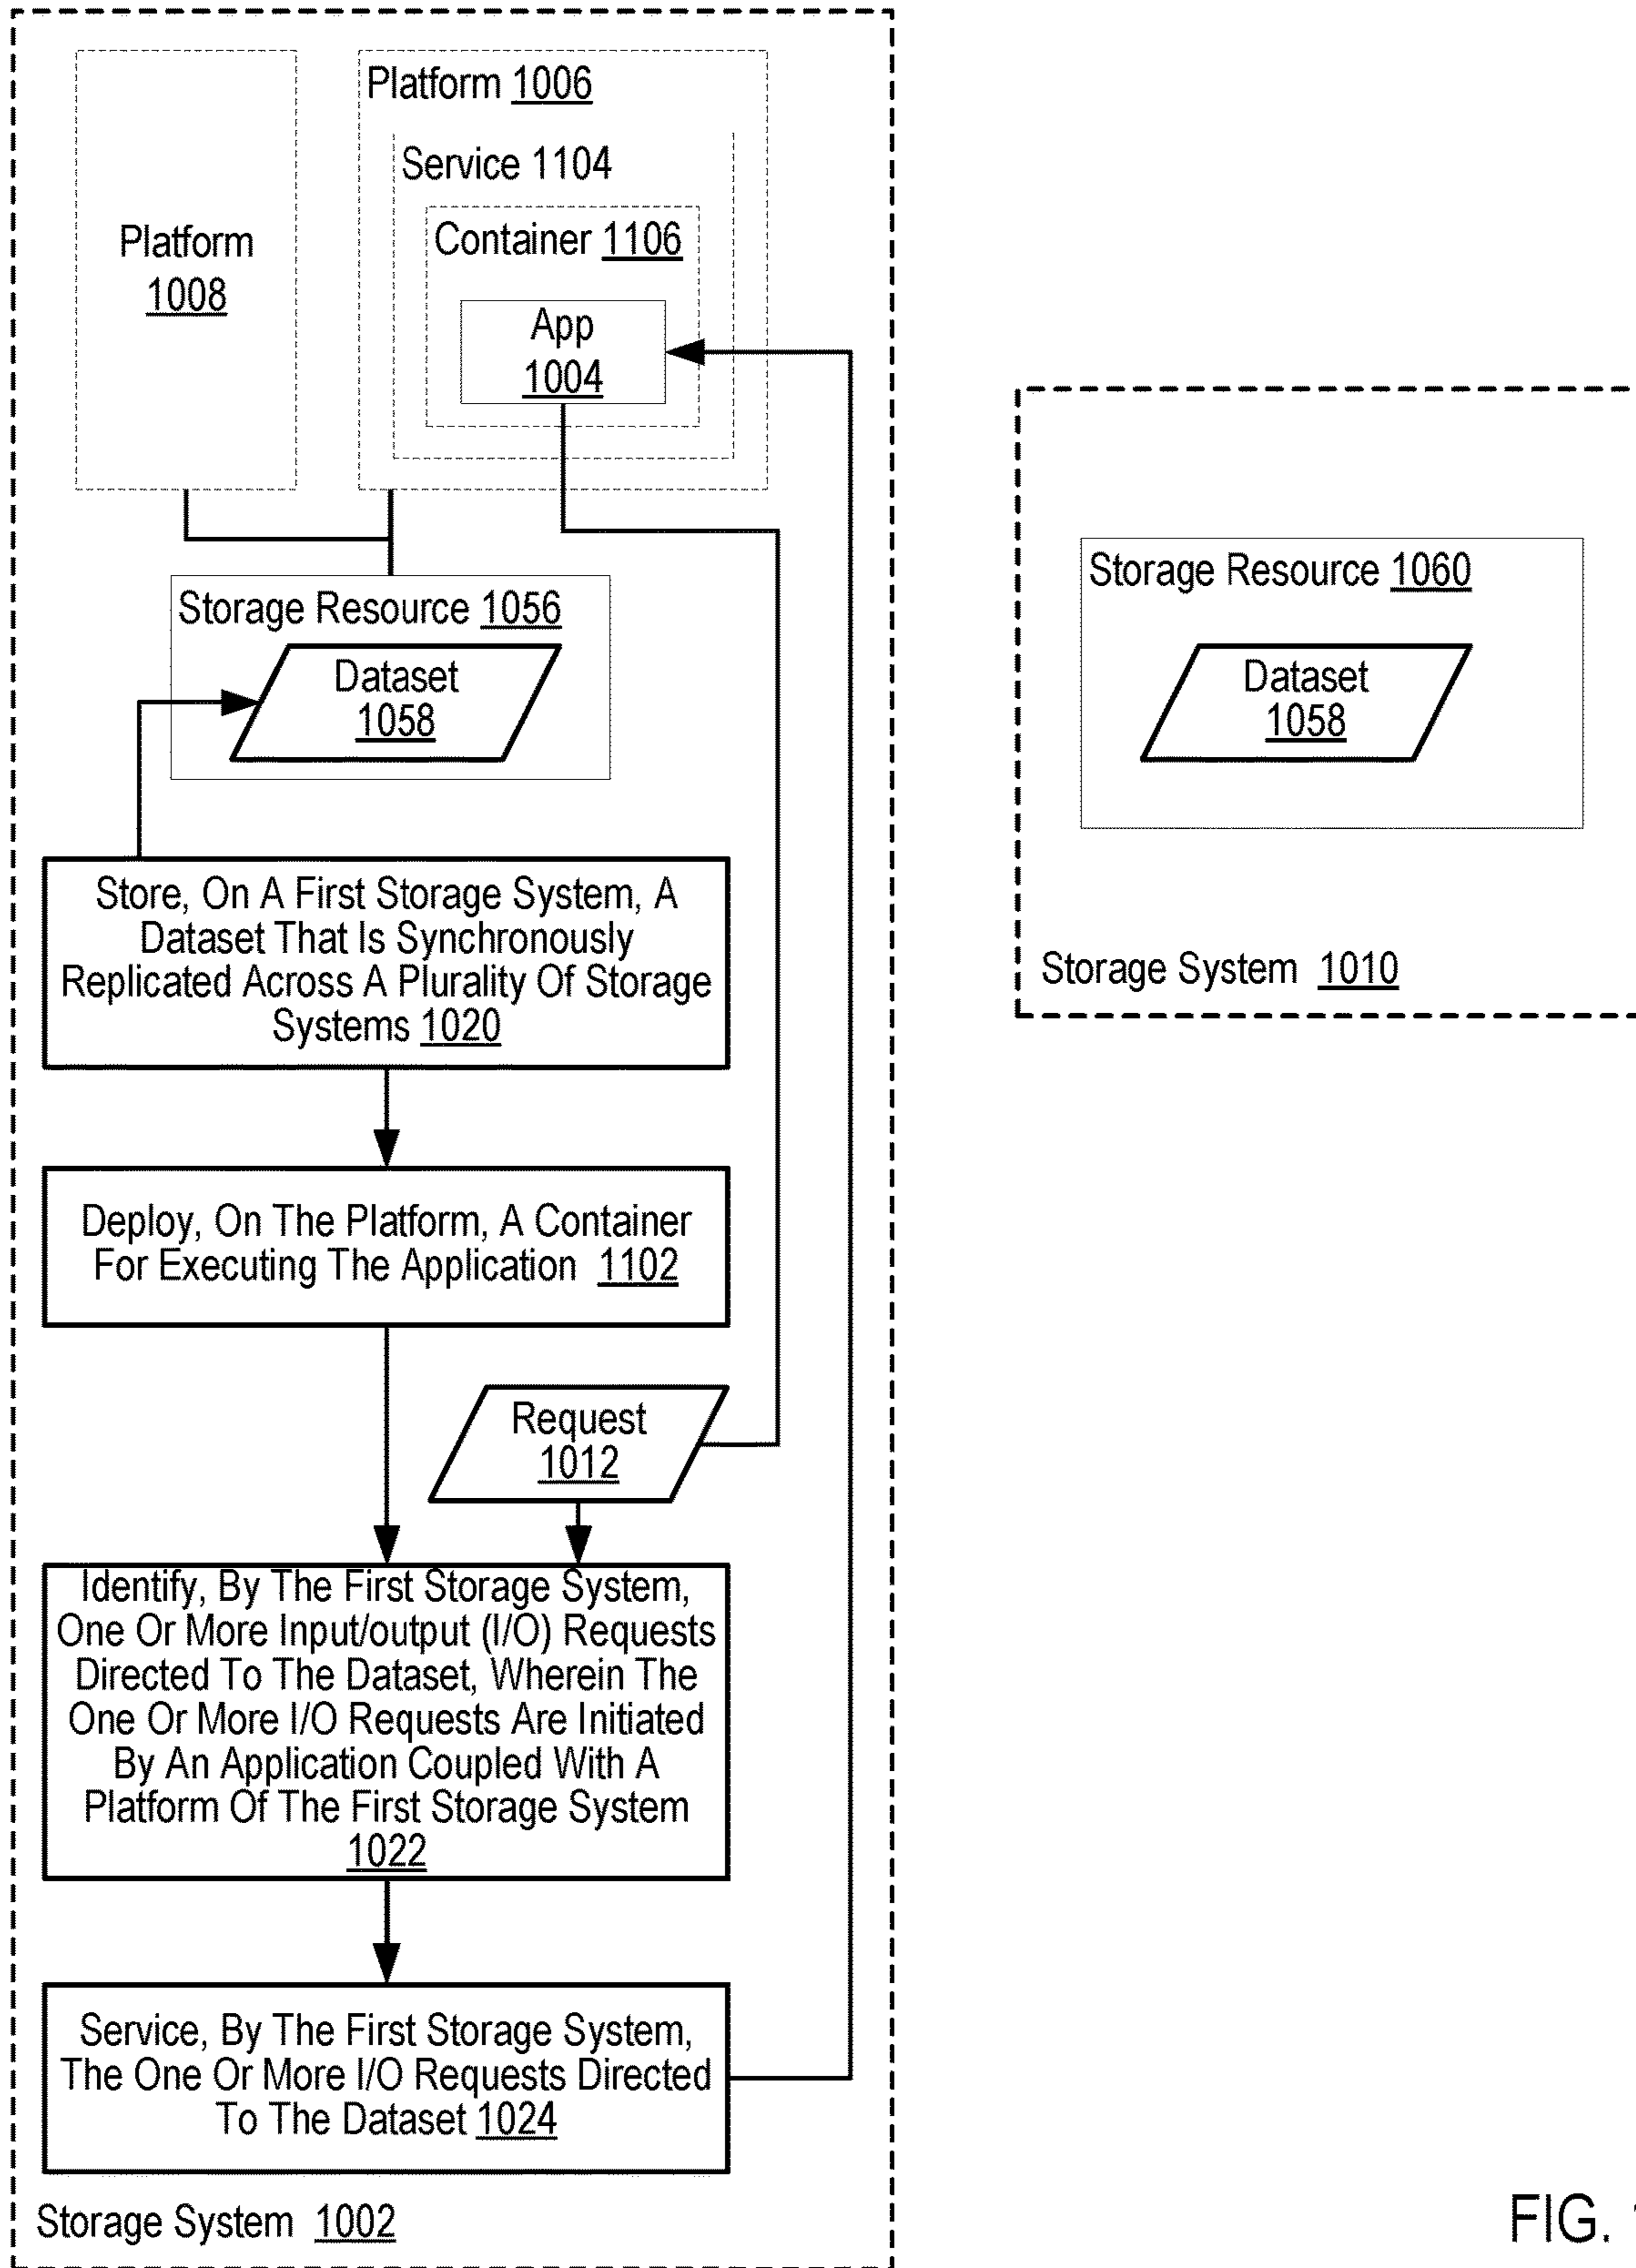 Platform 1006
Service 1104
Container 1106
App
1004
Platform
1008
Storage Resource 1056
Dataset
1058
Store, On A First Storage System, A
Dataset That Is Synchronously
Replicated Across A Plurality Of Storage
Systems 1020
Deploy, On The Platform, A Container
For Executing The Application 1102
Request
1012
Identify, By The First Storage System,
One Or More Input/output (I/O) Requests
Directed To The Dataset, Wherein The
One Or More I/O Requests Are Initiated
By An Application Coupled With A
Platform Of The First Storage System
1022
Service, By The First Storage System,
The One Or More I/O Requests Directed
To The Dataset 1024
Storage System 1002
Storage Resource 1060
Dataset
1058
Storage System 1010
FIG.